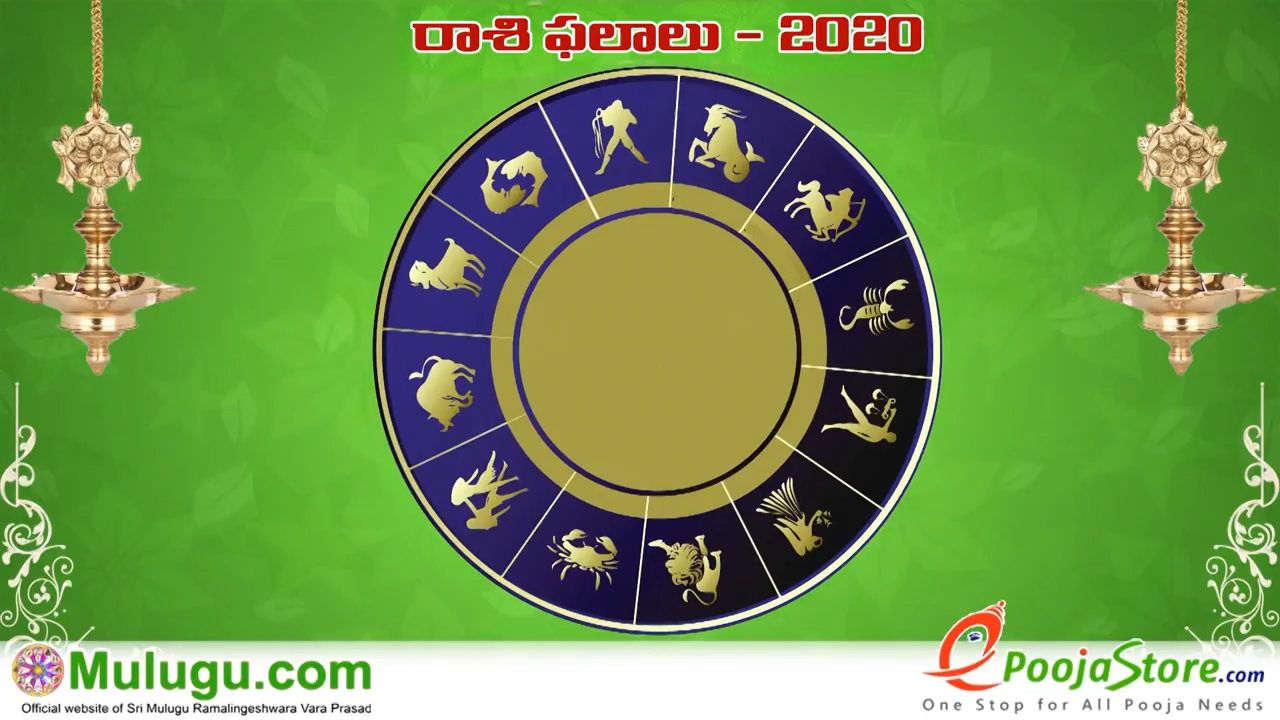 రాశి ఫలాలు - 2020
Mulugu.com
Official website of Sri Mulugu Ramalingeshwara Vara Prasad
ePoojaStore.com
One Stop for All Pooja Needs